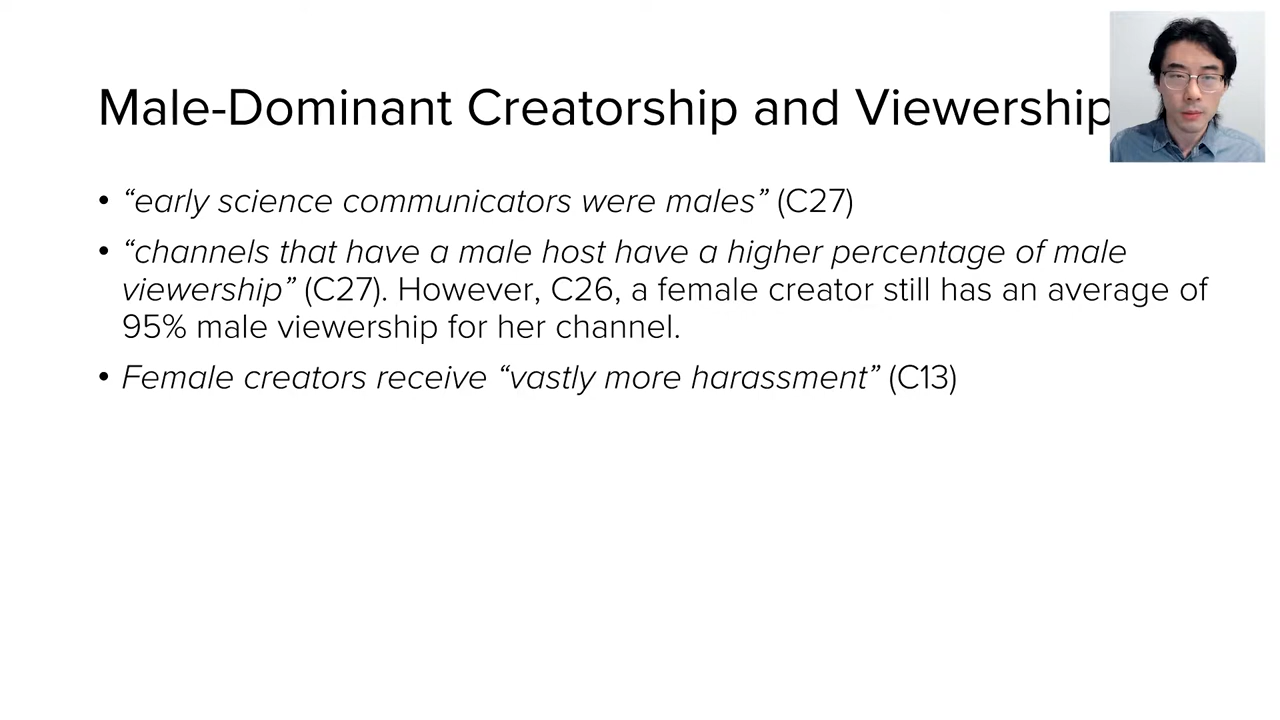 Male-Dominant Creatorship and Viewership
• “early science communicators were males” (C27)
• “channels that have a male host have a higher percentage of male
viewership” (C27). However, C26, a female creator still has an average of
95% male viewership for her channel.
• Female creators receive “vastly more harassment” (C13)